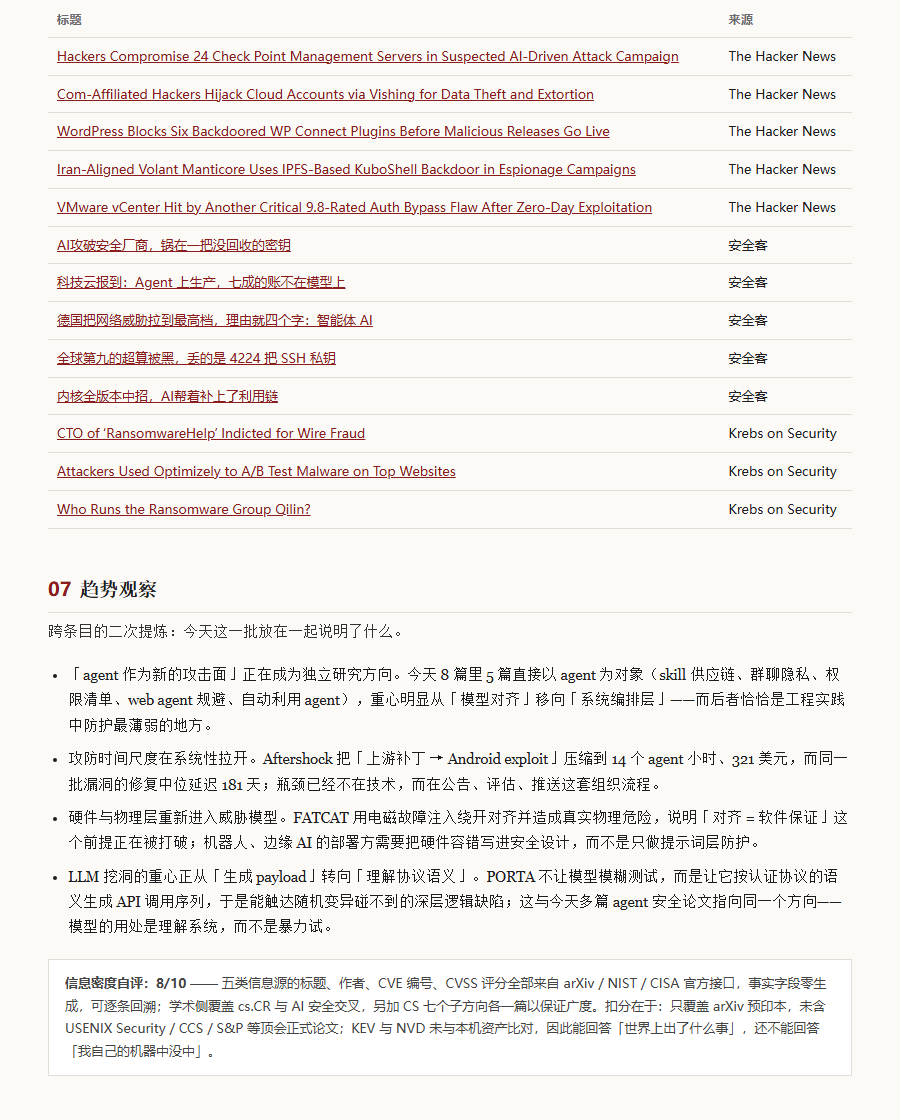 标题 来源
Hackers Compromise 24 Check Point Management Servers in Suspected AI-Driven Attack Campaign The Hacker News
Com-Affiliated Hackers Hijack Cloud Accounts via Vishing for Data Theft and Extortion The Hacker News
WordPress Blocks Six Backdoored WP Connect Plugins Before Malicious Releases Go Live The Hacker News
Iran-Aligned Volant Manticore Uses IPFS-Based KuboShell Backdoor in Espionage Campaigns The Hacker News
VMware vCenter Hit by Another Critical 9.8-Rated Auth Bypass Flaw After Zero-Day Exploitation The Hacker News
AI攻破安全厂商，锅在一把没回收的密钥 安全客
科技云报到：Agent 上生产，七成的账不在模型上 安全客
德国把网络威胁拉到最高档，理由就四个字：智能体 AI 安全客
全球第九的超算被黑，丢的是 4224 把 SSH 私钥 安全客
内核全版本中招，AI帮着补上了利用链 安全客
CTO of ‘RansomwareHelp’ Indicted for Wire Fraud Krebs on Security
Attackers Used Optimizely to A/B Test Malware on Top Websites Krebs on Security
Who Runs the Ransomware Group Qilin? Krebs on Security
07 趋势观察
跨条目的二次提炼：今天这一批放在一起说明了什么。
• 「agent 作为新的攻击面」正在成为独立研究方向。今天 8 篇里 5 篇直接以 agent 为对象（skill 供应链、群聊隐私、权
限清单、web agent 规避、自动利用 agent），重心明显从「模型对齐」移向「系统编排层」——而后者恰恰是工程实践
中防护最薄弱的地方。
• 攻防时间尺度在系统性拉开。Aftershock 把「上游补丁 → Android exploit」压缩到 14 个 agent 小时、321 美元，而同一
批漏洞的修复中位延迟 181 天；瓶颈已经不在技术，而在公告、评估、推送这套组织流程。
• 硬件与物理层重新进入威胁模型。FATCAT 用电磁故障注入绕开对齐并造成真实物理危险，说明「对齐 = 软件保证」这
个前提正在被打破；机器人、边缘 AI 的部署方需要把硬件容错写进安全设计，而不是只做提示词层防护。
• LLM 挖洞的重心正从「生成 payload」转向「理解协议语义」。PORTA 不让模型模糊测试，而是让它按认证协议的语
义生成 API 调用序列，于是能触达随机变异碰不到的深层逻辑缺陷；这与今天多篇 agent 安全论文指向同一个方向——
模型的用处是理解系统，而不是暴力试。
信息密度自评：8/10 —— 五类信息源的标题、作者、CVE 编号、CVSS 评分全部来自 arXiv / NIST / CISA 官方接口，事实字段零生
成，可逐条回溯；学术侧覆盖 cs.CR 与 AI 安全交叉，另加 CS 七个子方向各一篇以保证广度。扣分在于：只覆盖 arXiv 预印本，未含
USENIX Security / CCS / S&P 等顶会正式论文；KEV 与 NVD 未与本机资产比对，因此能回答「世界上出了什么事」，还不能回答
「我自己的机器中没中」。